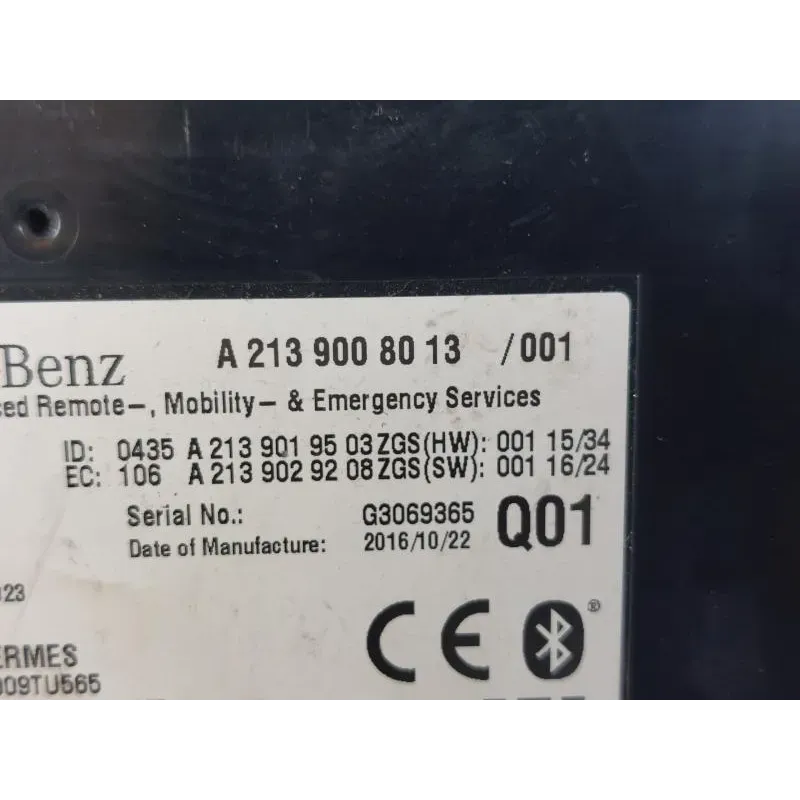 Benz A 213 900 80 13 /001
ced Remote-, Mobility- & Emergency Services
ID: 0435 A 213 901 95 03 ZGS(HW): 001 15/34
EC: 106 A 213 902 92 08 ZGS(SW): 001 16/24
Serial No.: G3069365 Q01
Date of Manufacture: 2016/10/22
023
CE ®
ERMES
009TU565